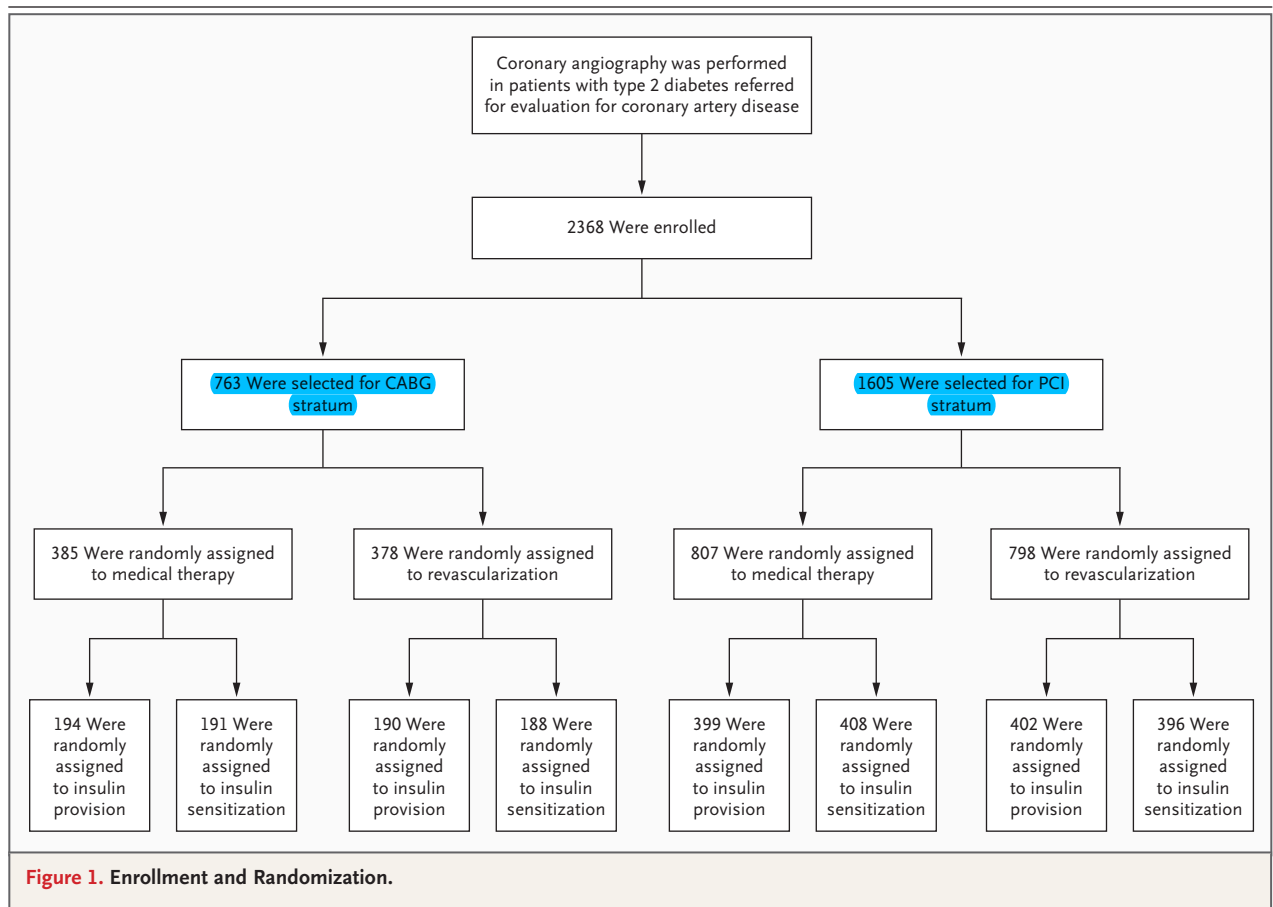 Coronary angiography was performed
in patients with type 2 diabetes referred
for evaluation for coronary artery disease
2368 Were enrolled
763 Were selected for CABG
stratum
1605 Were selected for PCI
stratum
385 Were randomly assigned
to medical therapy
378 Were randomly assigned
to revascularization
807 Were randomly assigned
to medical therapy
798 Were randomly assigned
to revascularization
194 Were
randomly
assigned
to insulin
provision
191 Were
randomly
assigned
to insulin
sensitization
190 Were
randomly
assigned
to insulin
provision
188 Were
randomly
assigned
to insulin
sensitization
399 Were
randomly
assigned
to insulin
provision
408 Were
randomly
assigned
to insulin
sensitization
402 Were
randomly
assigned
to insulin
provision
396 Were
randomly
assigned
to insulin
sensitization
Figure 1. Enrollment and Randomization.